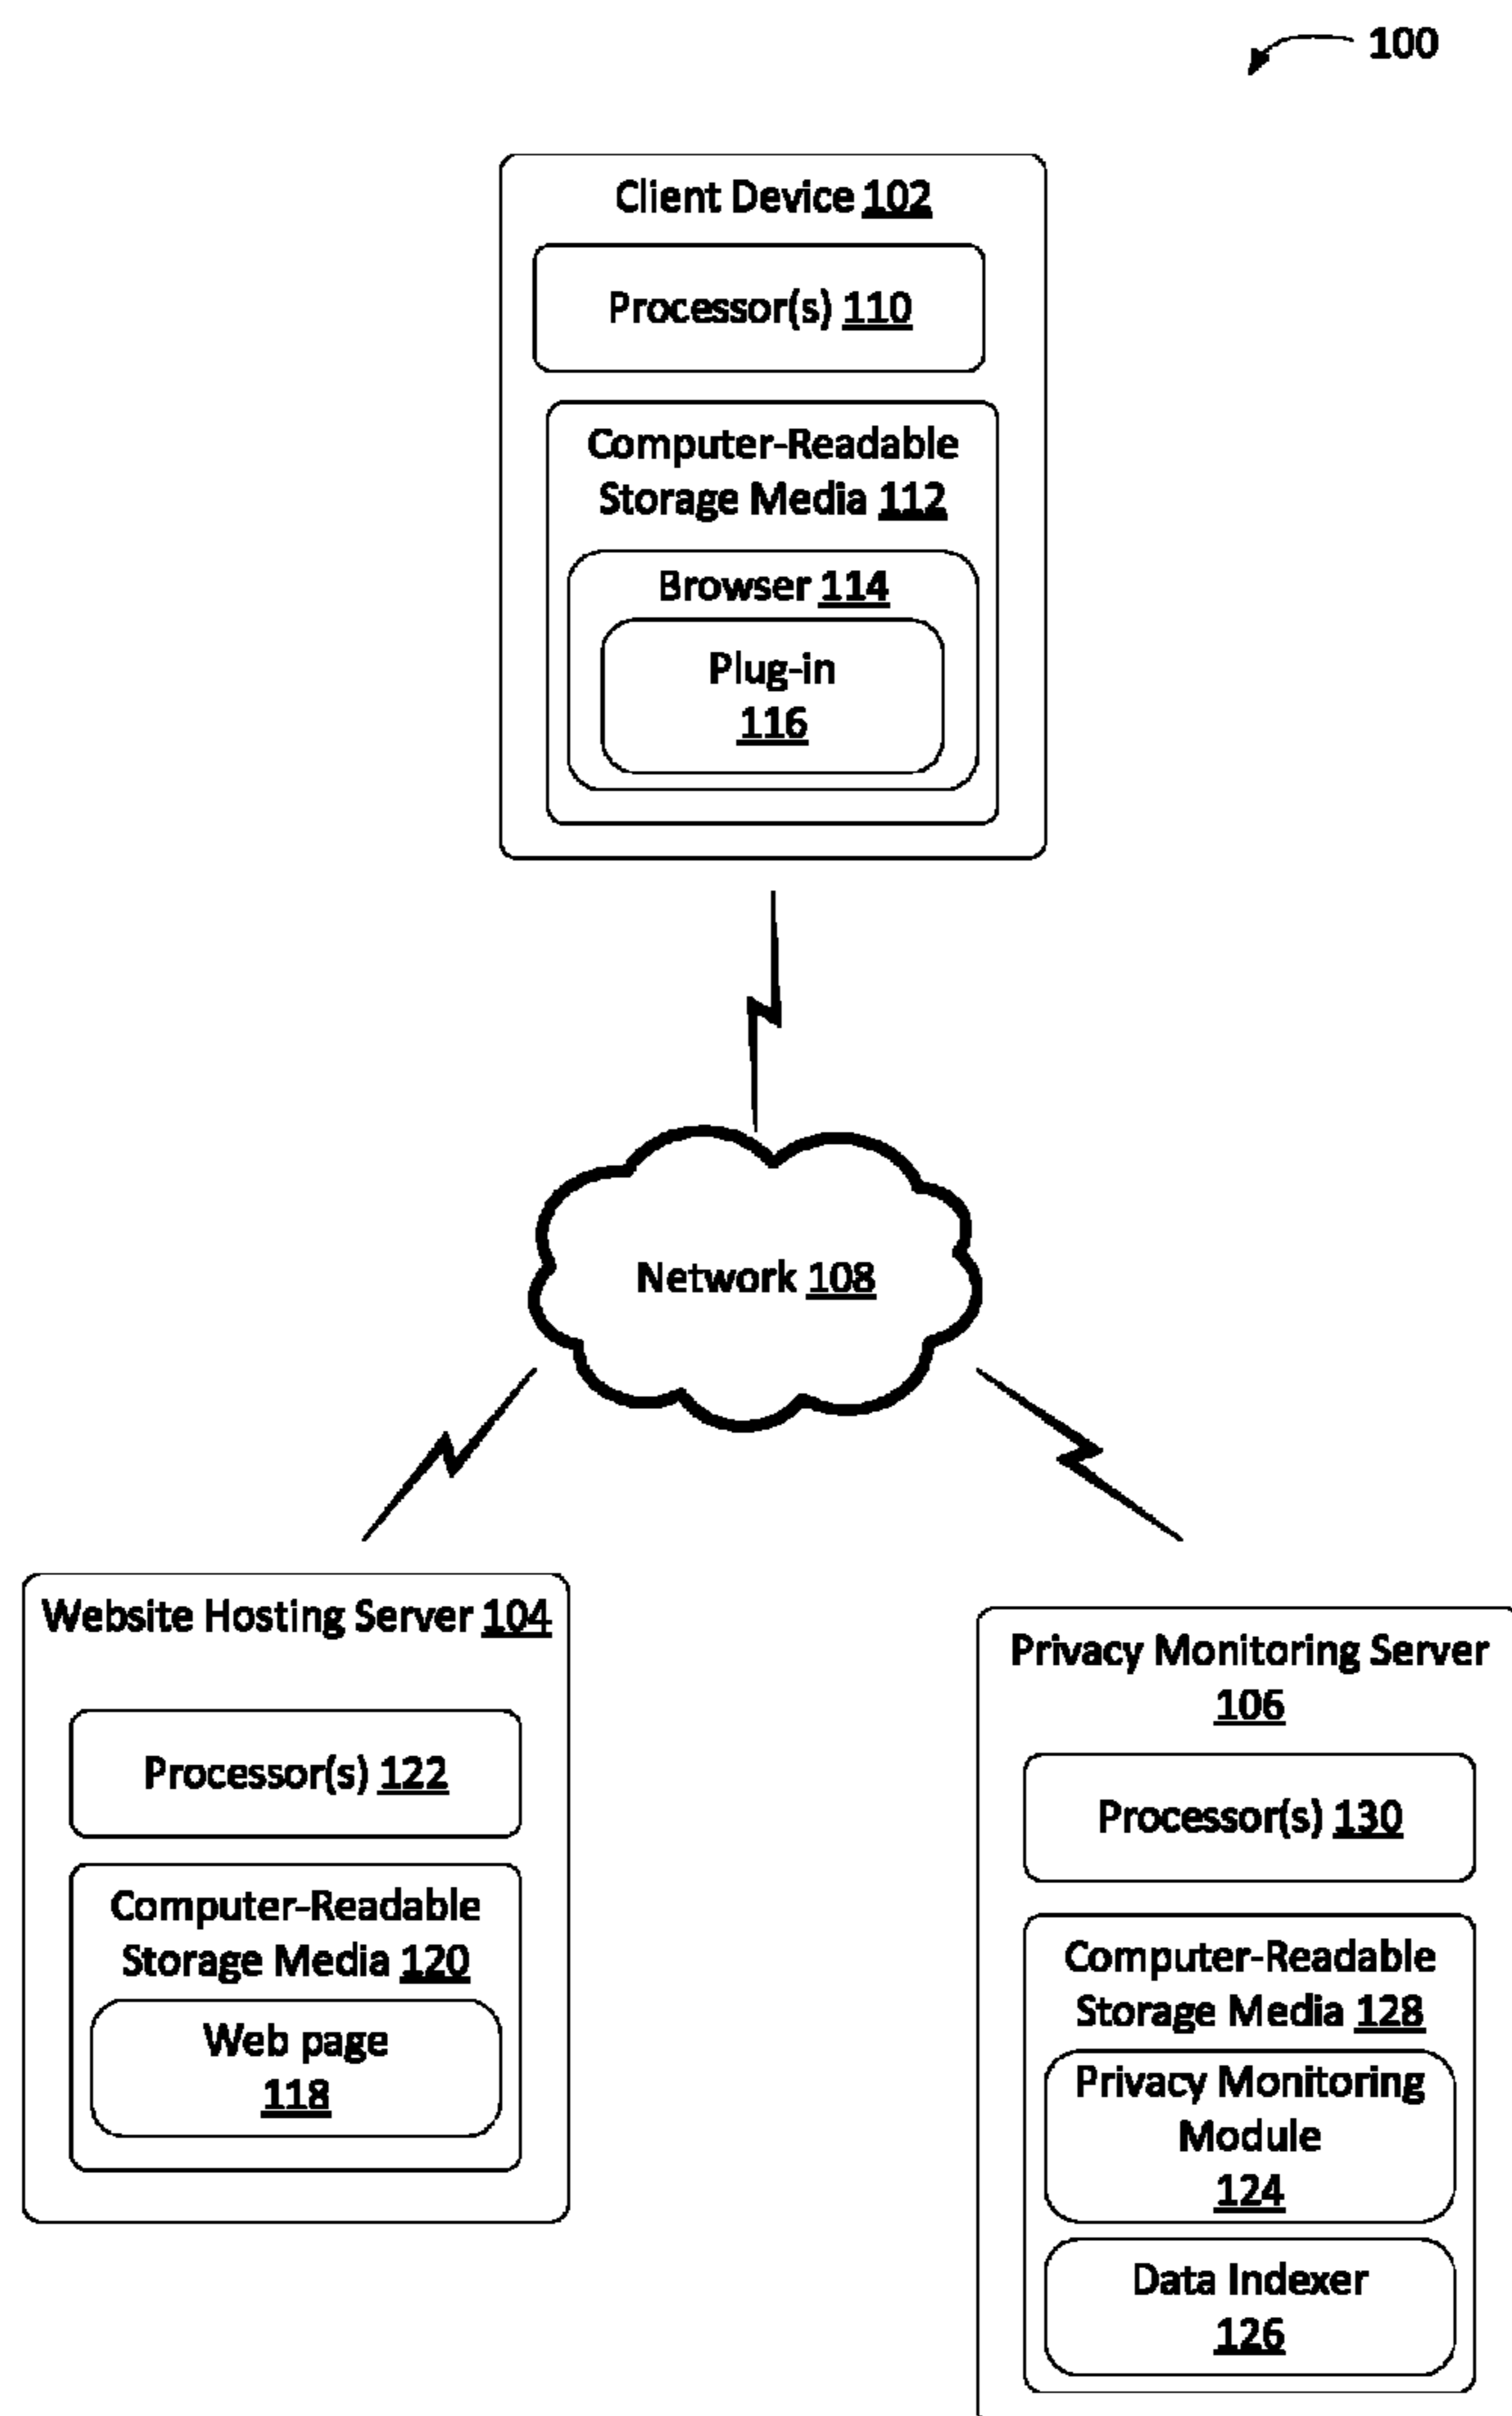 100
Client Device 102
Processor(s) 110
Computer-Readable
Storage Media 112
Browser 114
Plug-in
116
Network 108
Website Hosting Server 104
Processor(s) 122
Computer-Readable
Storage Media 120
Web page
118
Privacy Monitoring Server
106
Processor(s) 130
Computer-Readable
Storage Media 128
Privacy Monitoring
Module
124
Data Indexer
126